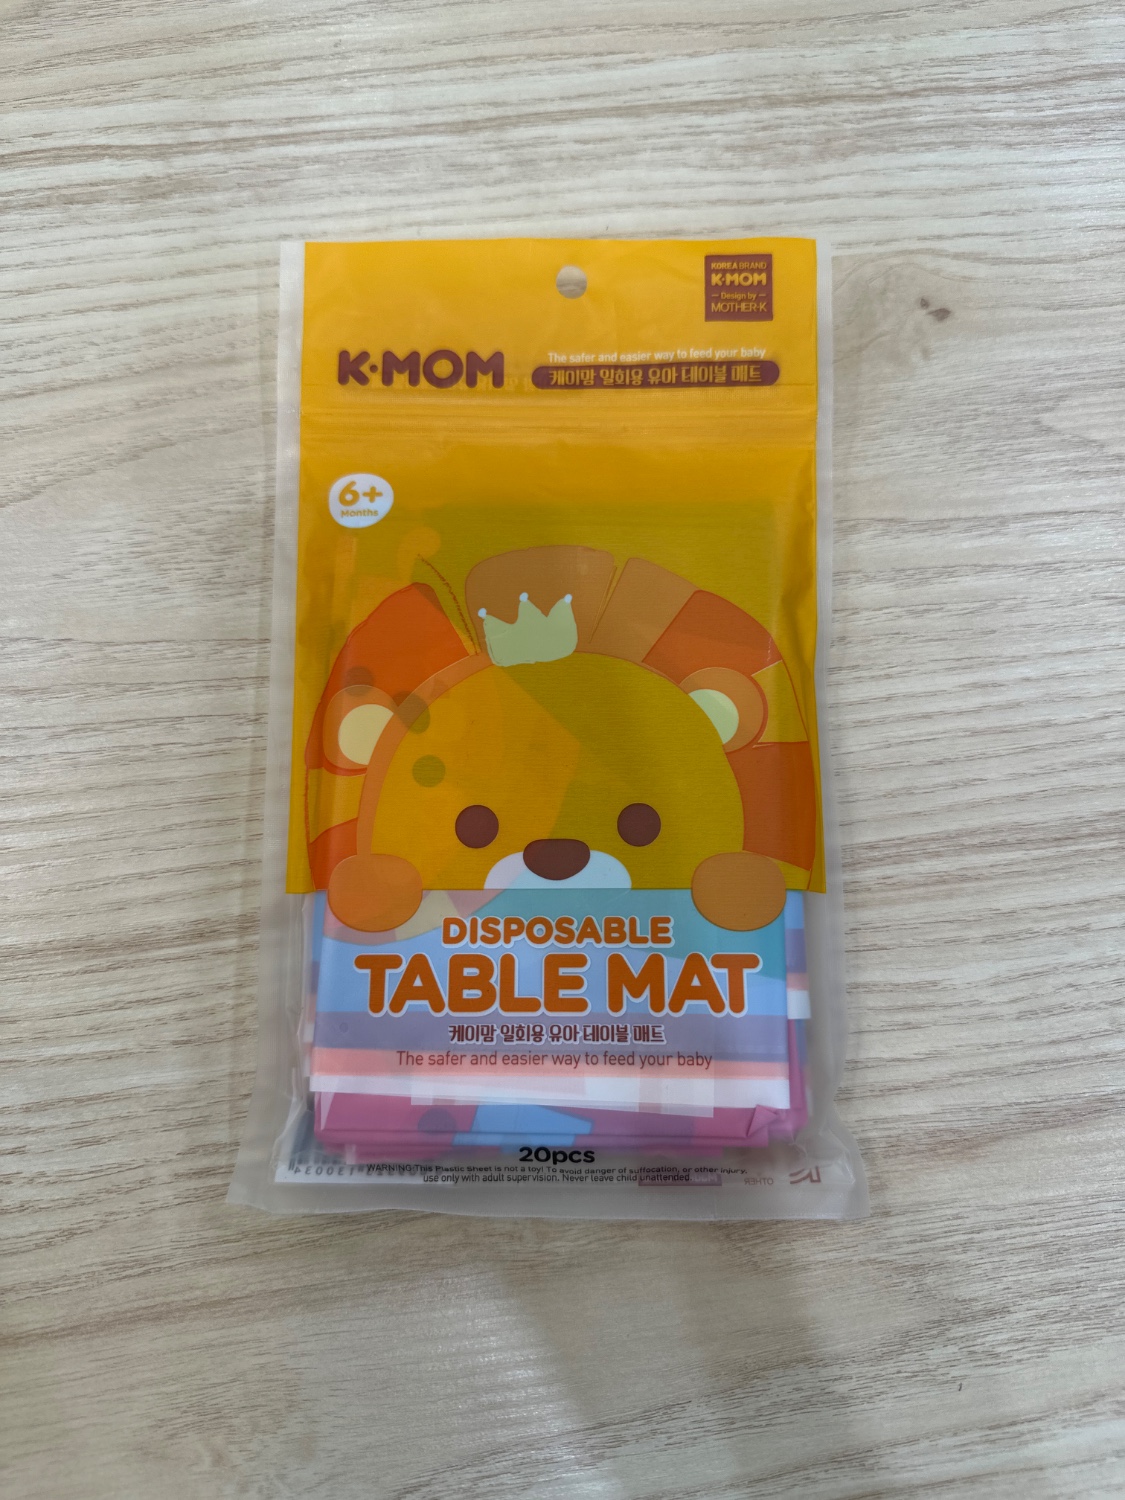 KOREA BRAND
K·MOM
Design by
MOTHER-K
K·MOM
The safer and easier way to feed your baby
케이맘 일회용 유아 테이블 매트
6+
Months
DISPOSABLE
TABLE MAT
케이맘 일회용 유아 테이블 매트
The safer and easier way to feed your baby
20pcs
WARNING:This Plastic sheet is not a toy! To avoid danger of suffocation, or other injury,
use only with adult supervision. Never leave child unattended.